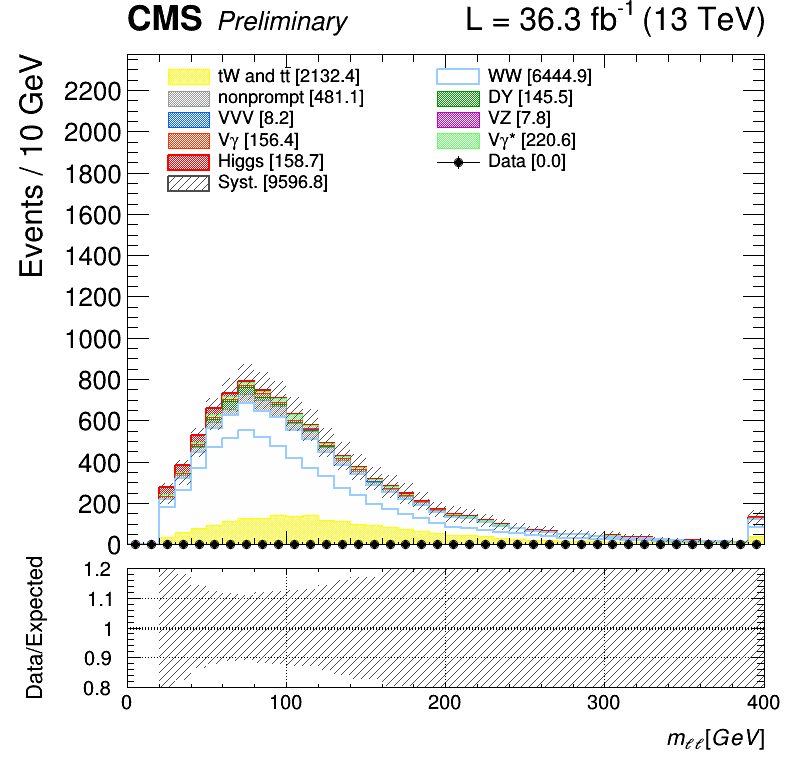 CMS Preliminary L = 36.3 fb⁻¹ (13 TeV)
Events / 10 GeV
2200
2000
1800
1600
1400
1200
1000
800
600
400
200
0
tW and tt̄ [2132.4]
WW [6444.9]
nonprompt [481.1]
DY [145.5]
VVV [8.2]
VZ [7.8]
Vγ [156.4]
Vγ* [220.6]
Higgs [158.7]
Data [0.0]
Syst. [9596.8]
Data/Expected
1.2
1.1
1
0.9
0.8
0 100 200 300 400
mℓℓ[GeV]